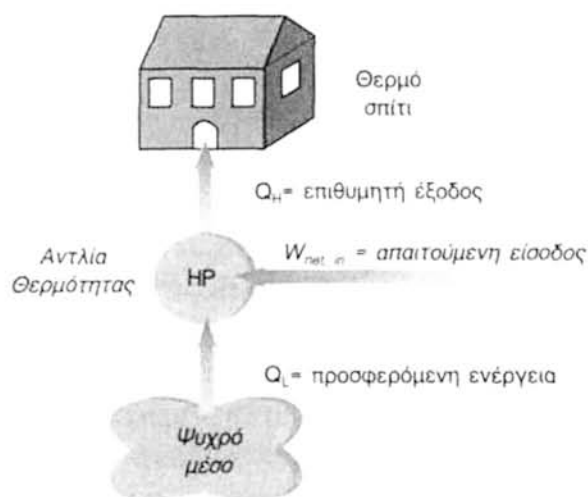 Θερμό
σπίτι
Q_H= επιθυμητή έξοδος
Αντλία
Θερμότητας
HP
W_net in = απαιτούμενη είσοδος
Q_L= προσφερόμενη ενέργεια
Ψυχρό
μέσο